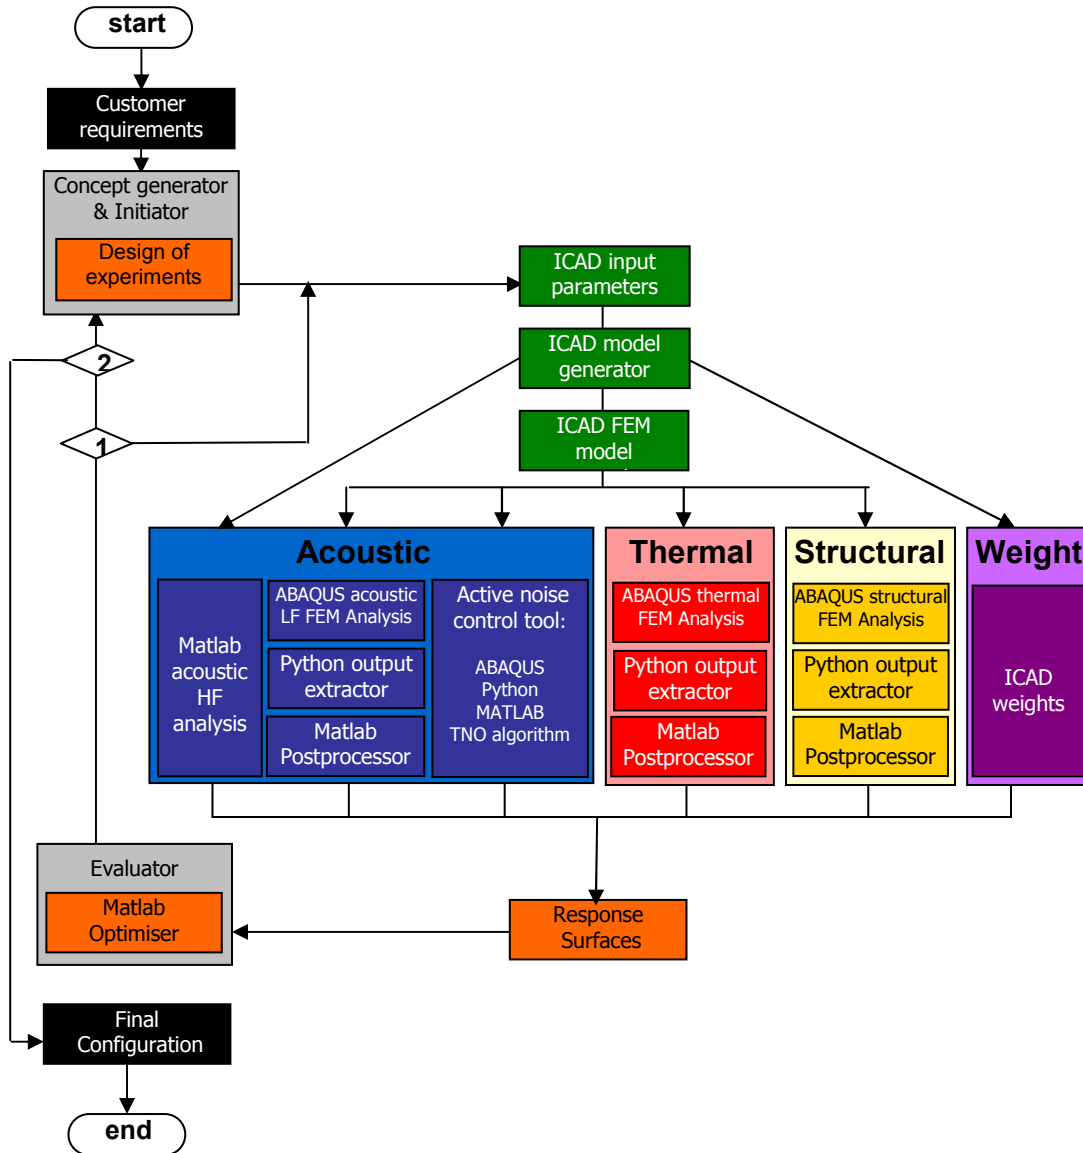 start
Customer
requirements
Concept generator
& Initiator
Design of
experiments
ICAD input
parameters
ICAD model
generator
2
1
ICAD FEM
model
Acoustic
Matlab
acoustic
HF
analysis
ABAQUS acoustic
LF FEM Analysis
Python output
extractor
Matlab
Postprocessor
Active noise
control tool:
ABAQUS
Python
MATLAB
TNO algorithm
Thermal
ABAQUS thermal
FEM Analysis
Python output
extractor
Matlab
Postprocessor
Structural
ABAQUS structural
FEM Analysis
Python output
extractor
Matlab
Postprocessor
Weight
ICAD
weights
Evaluator
Matlab
Optimiser
Response
Surfaces
Final
Configuration
end